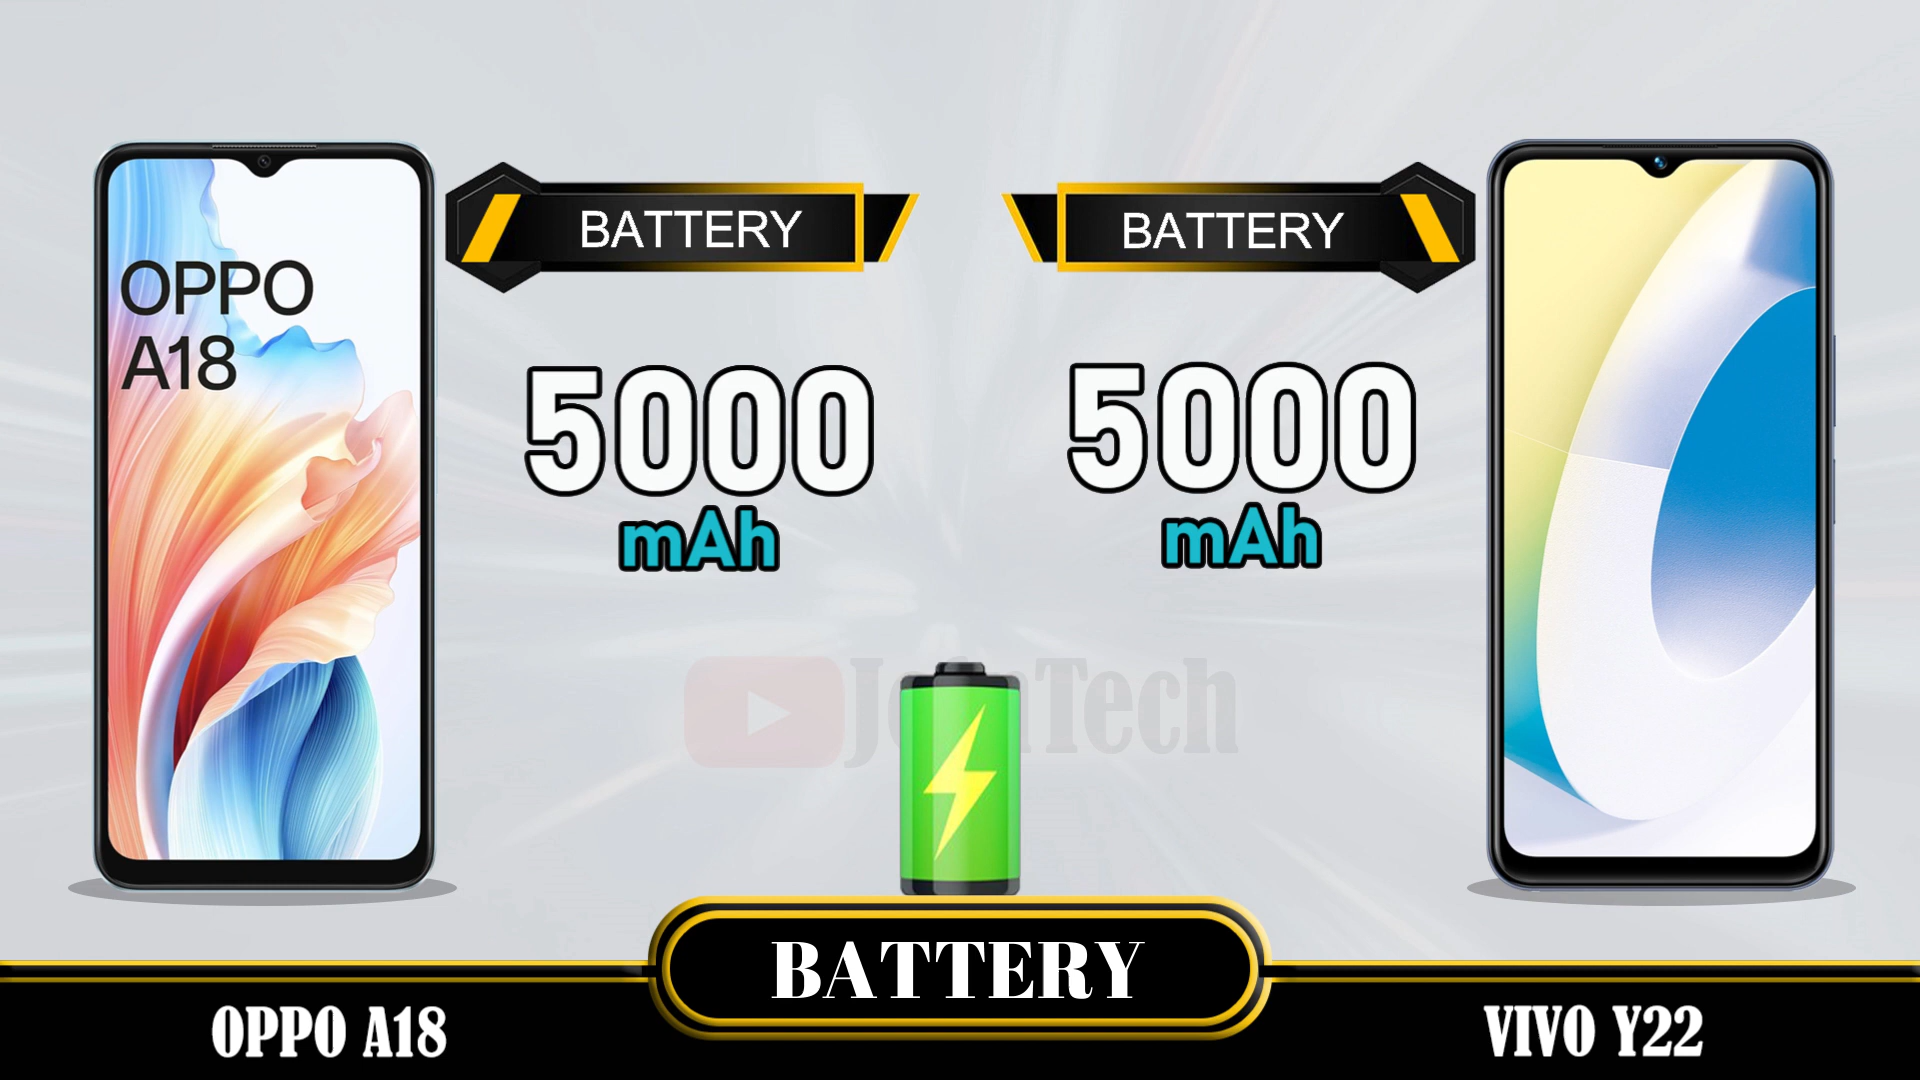 OPPO
A18
BATTERY
5000
mAh
BATTERY
5000
mAh
BATTERY
OPPO A18
VIVO Y22